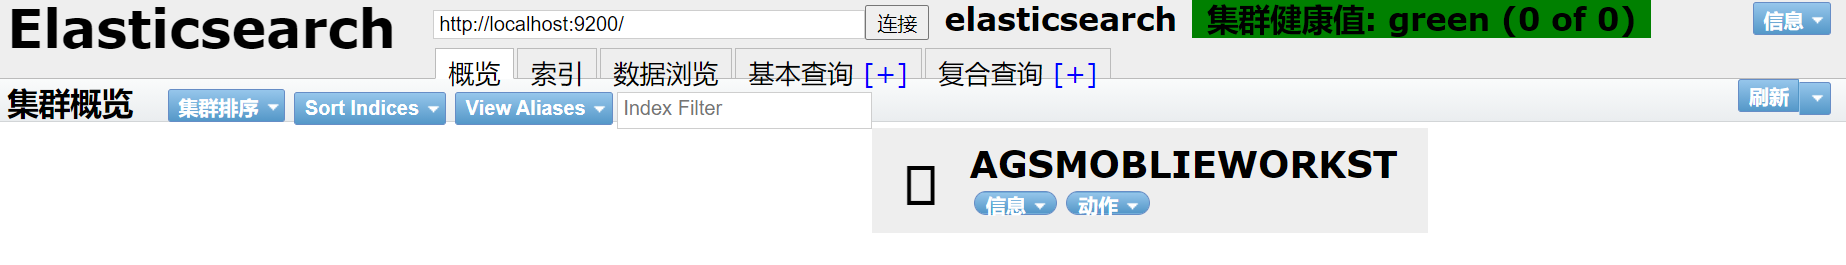 Elasticsearch http://localhost:9200/ 连接 elasticsearch 集群健康值: green (0 of 0) 信息
概览 索引 数据浏览 基本查询 [+] 复合查询 [+]
集群概览 集群排序 Sort Indices View Aliases Index Filter 刷新
AGSMOBLIEWORKST
信息 动作